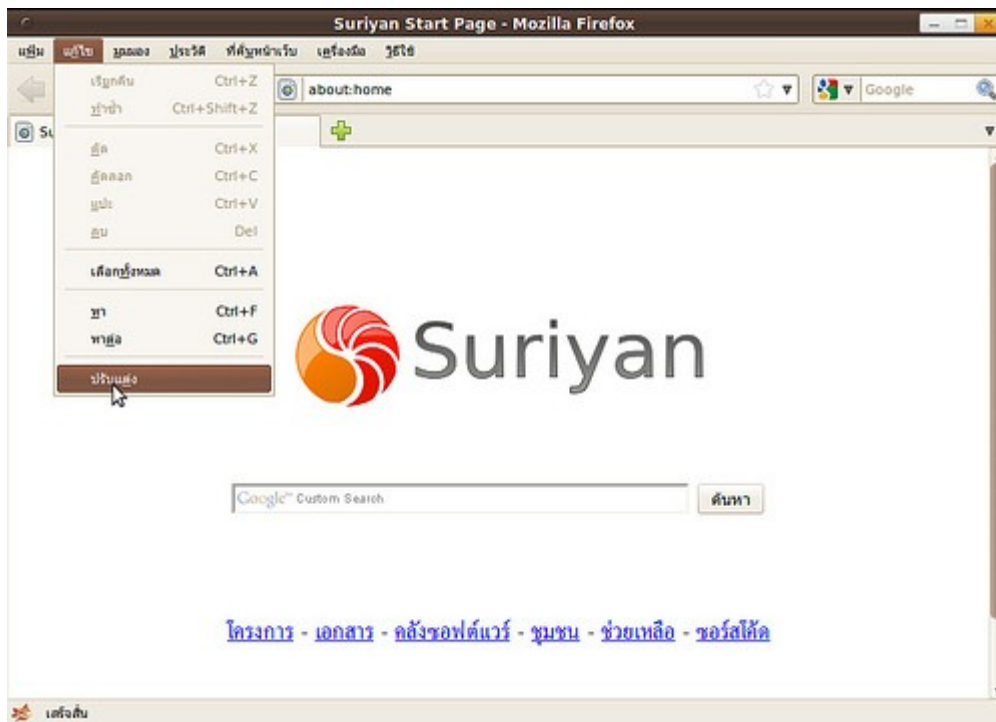 Suriyan Start Page - Mozilla Firefox
แฟ้ม แก้ไข มุมมอง ประวัติ ที่คั่นหน้าเว็บ เครื่องมือ วิธีใช้
เรียกคืน Ctrl+Z
ทำซ้ำ Ctrl+Shift+Z
about:home
Google
Su
ตัด Ctrl+X
คัดลอก Ctrl+C
แปะ Ctrl+V
ลบ Del
เลือกทั้งหมด Ctrl+A
หา Ctrl+F
หาต่อ Ctrl+G
ปรับแต่ง
Suriyan
Google™ Custom Search ค้นหา
โครงการ - เอกสาร - คลังซอฟต์แวร์ - ชุมชน - ช่วยเหลือ - ซอร์สโค้ด
เสร็จสิ้น